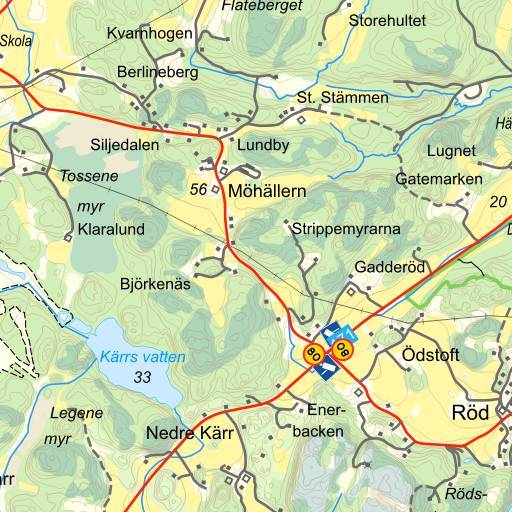 Flateberget
Storehultet
Kvarnhogen
Skola
Berlineberg
St. Stämmen
Siljedalen
Lundby
Lugnet
Gatemarken
Tossene
myr
56
Möhällern
20
Klaralund
Strippemyrarna
Gadderöd
Björkenäs
Kärrs vatten
33
80
80
Ödstoft
Legene
myr
Nedre Kärr
Ener-
backen
Röd
Röds-